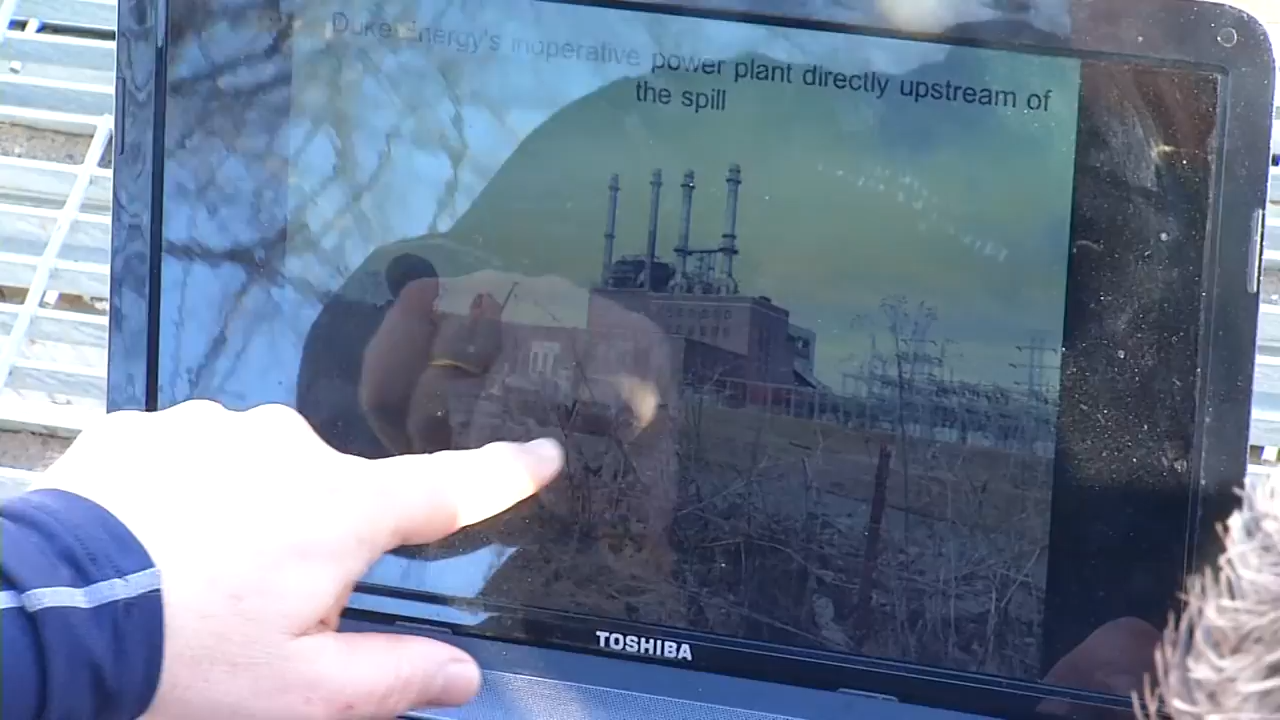 Duke Energy's inoperative power plant directly upstream of
the spill
TOSHIBA